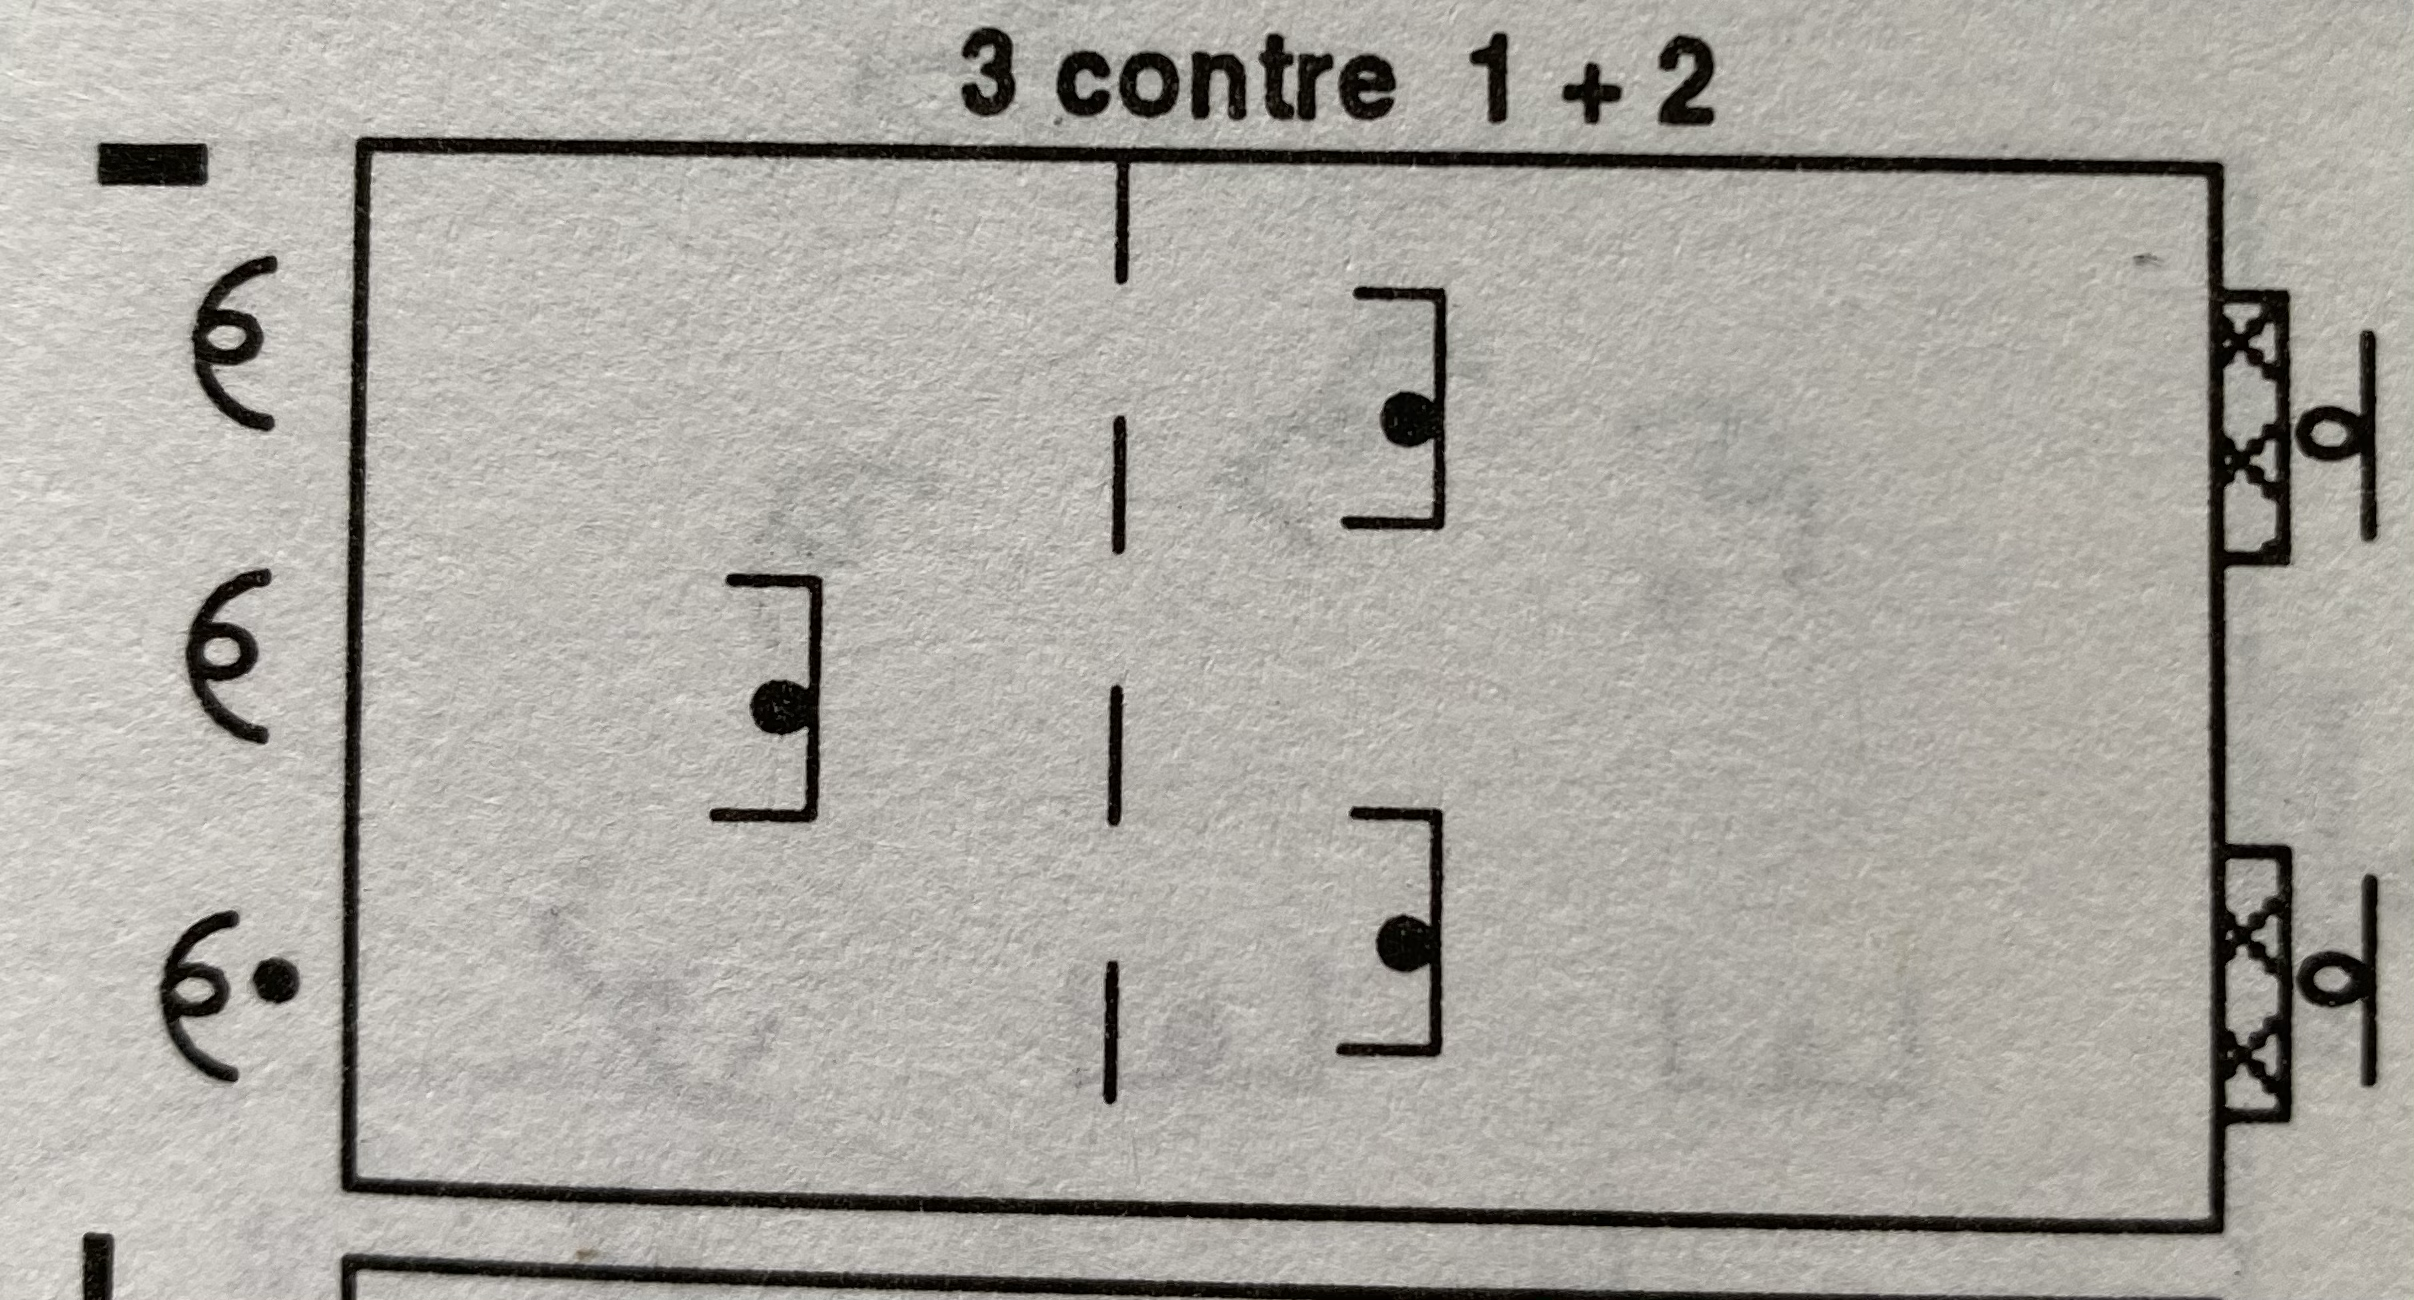 3 contre 1 + 2